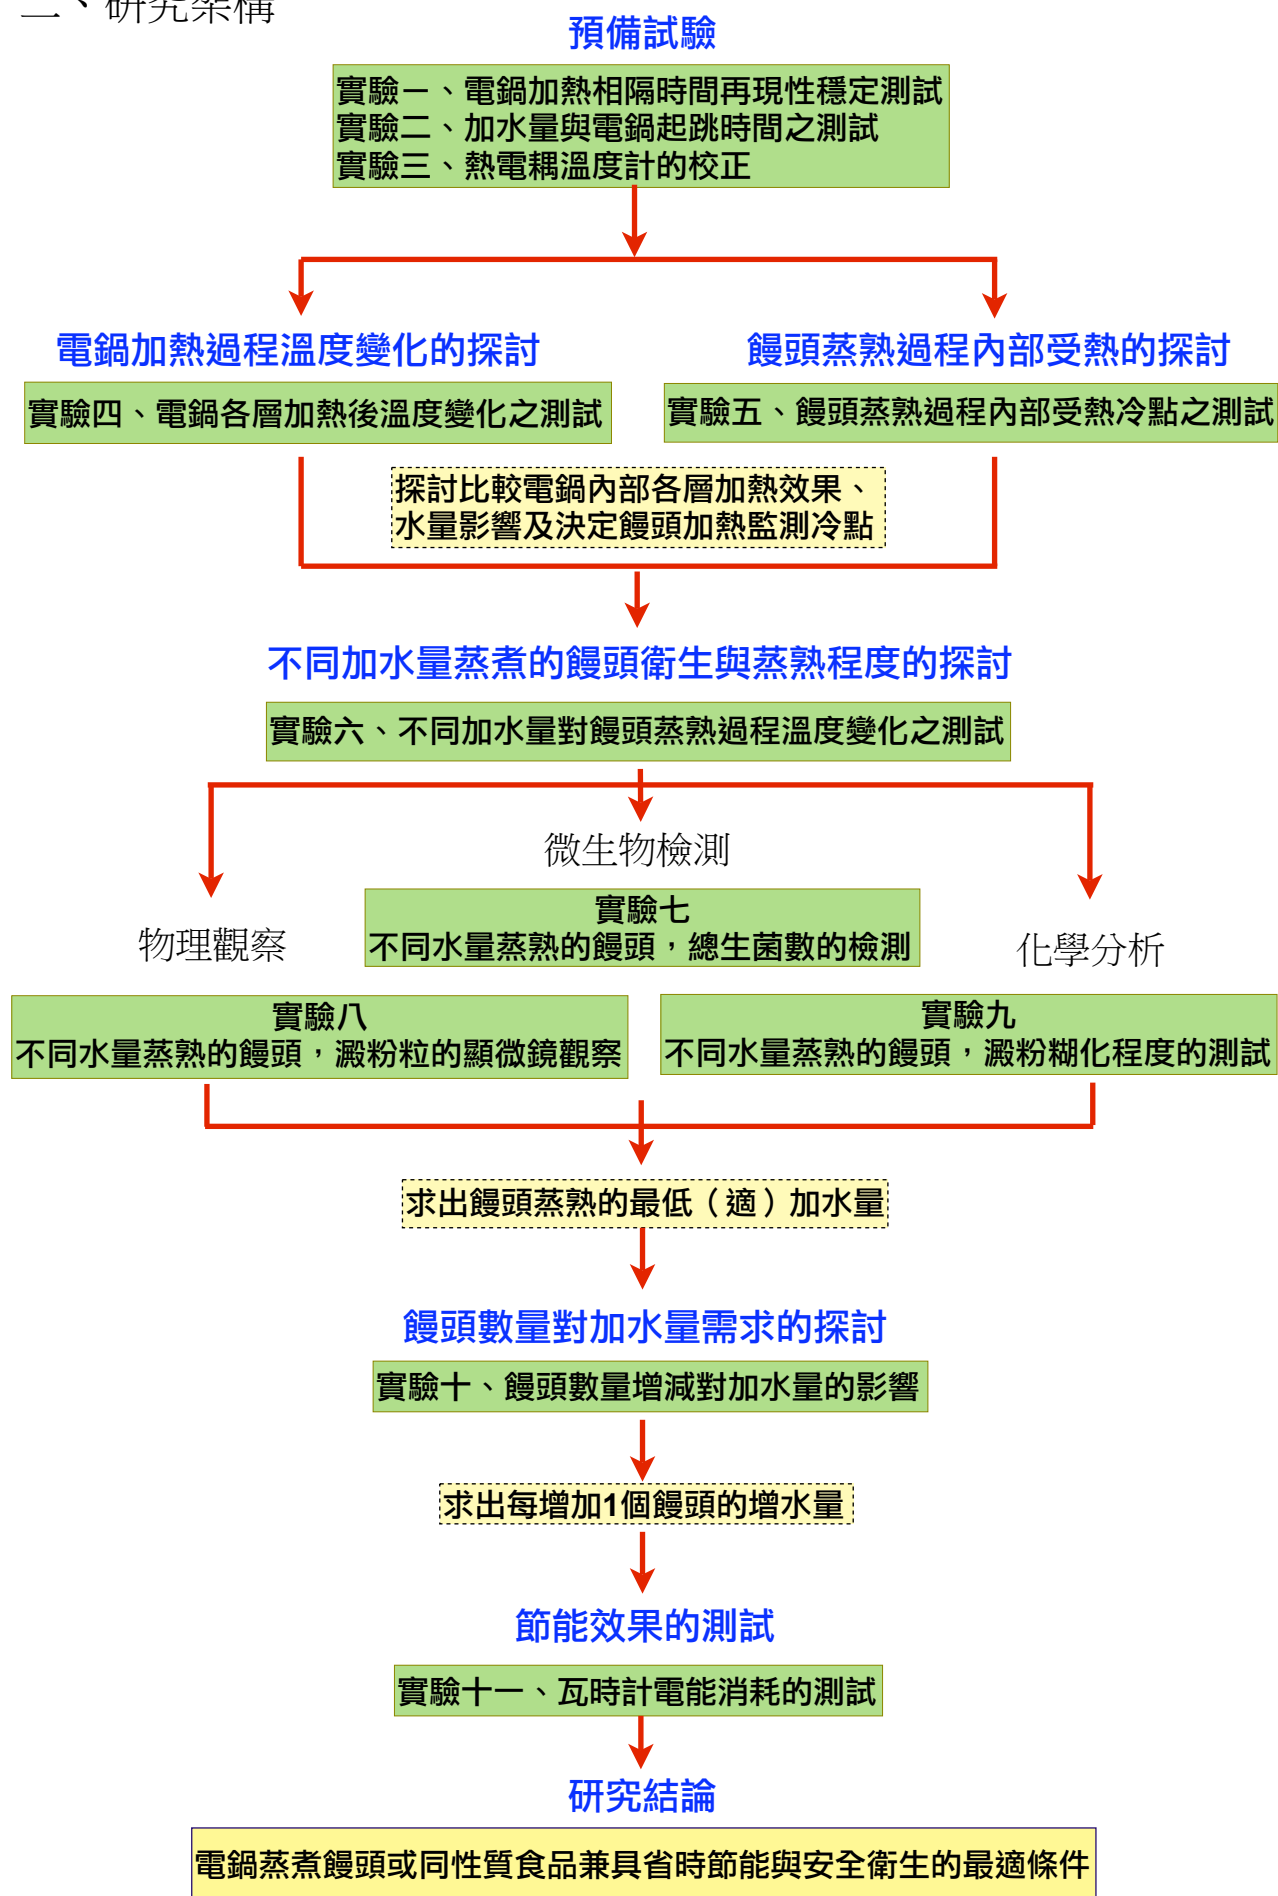 二、研究架構
預備試驗
實驗一、電鍋加熱相隔時間再現性穩定測試
實驗二、加水量與電鍋起跳時間之測試
實驗三、熱電耦溫度計的校正
電鍋加熱過程溫度變化的探討
饅頭蒸熟過程內部受熱的探討
實驗四、電鍋各層加熱後溫度變化之測試
實驗五、饅頭蒸熟過程內部受熱冷點之測試
探討比較電鍋內部各層加熱效果、
水量影響及決定饅頭加熱監測冷點
不同加水量蒸煮的饅頭衛生與蒸熟程度的探討
實驗六、不同加水量對饅頭蒸熟過程溫度變化之測試
微生物檢測
實驗七
不同水量蒸熟的饅頭，總生菌數的檢測
物理觀察
化學分析
實驗八
不同水量蒸熟的饅頭，澱粉粒的顯微鏡觀察
實驗九
不同水量蒸熟的饅頭，澱粉糊化程度的測試
求出饅頭蒸熟的最低（適）加水量
饅頭數量對加水量需求的探討
實驗十、饅頭數量增減對加水量的影響
求出每增加1個饅頭的增水量
節能效果的測試
實驗十一、瓦時計電能消耗的測試
研究結論
電鍋蒸煮饅頭或同性質食品兼具省時節能與安全衛生的最適條件